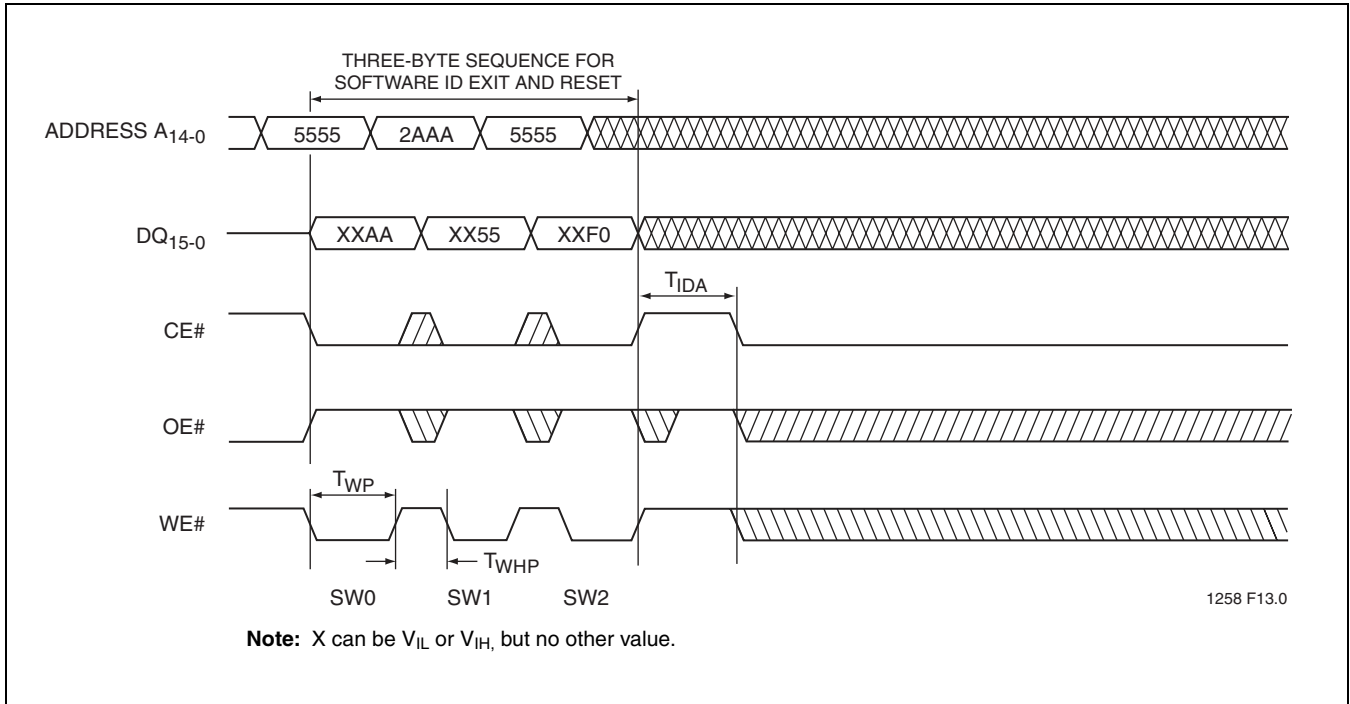 THREE-BYTE SEQUENCE FOR
SOFTWARE ID EXIT AND RESET
ADDRESS A14-0
5555 2AAA 5555
DQ15-0
XXAA XX55 XXF0
TIDA
CE#
OE#
TWP
WE#
TWHP
SW0 SW1 SW2
1258 F13.0
Note: X can be VIL or VIH, but no other value.